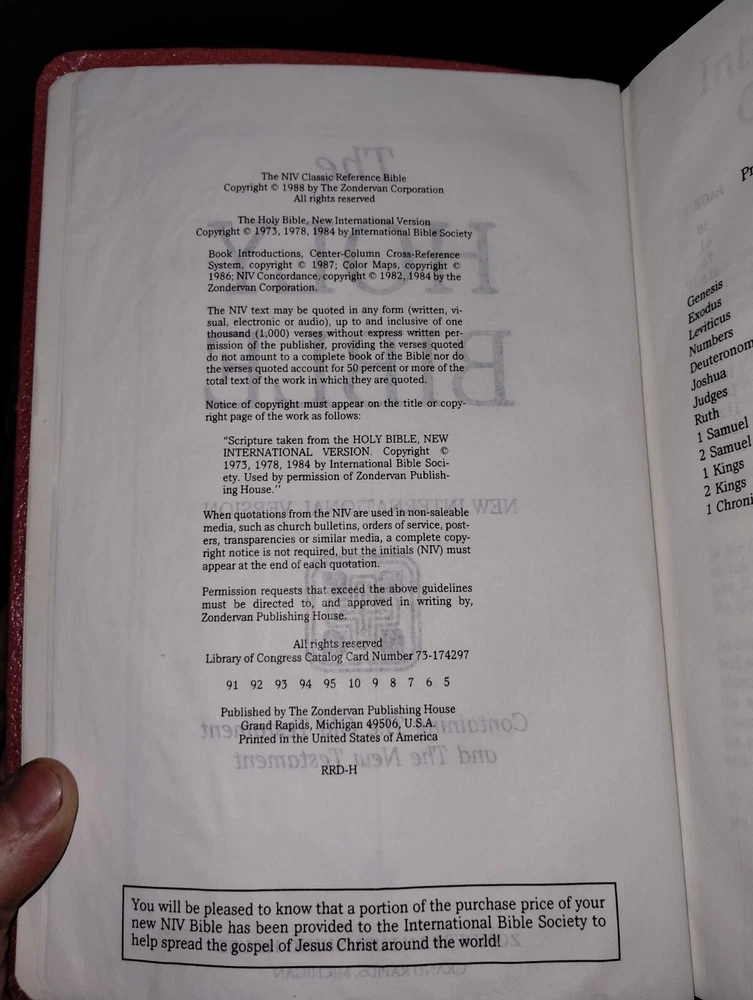 The NIV Classic Reference Bible
Copyright © 1988 by The Zondervan Corporation
All rights reserved
The Holy Bible, New International Version
Copyright © 1973, 1978, 1984 by International Bible Society
Book Introductions, Center-Column Cross-Reference
System, copyright © 1987; Color Maps, copyright ©
1986; NIV Concordance, copyright © 1982, 1984 by the
Zondervan Corporation.
The NIV text may be quoted in any form (written, vi-
sual, electronic or audio), up to and inclusive of one
thousand (1,000) verses without express written per-
mission of the publisher, providing the verses quoted
do not amount to a complete book of the Bible nor do
the verses quoted account for 50 percent or more of the
total text of the work in which they are quoted.
Notice of copyright must appear on the title or copy-
right page of the work as follows:
“Scripture taken from the HOLY BIBLE, NEW
INTERNATIONAL VERSION. Copyright ©
1973, 1978, 1984 by International Bible Soci-
ety. Used by permission of Zondervan Publish-
ing House.”
When quotations from the NIV are used in non-saleable
media, such as church bulletins, orders of service, post-
ers, transparencies or similar media, a complete copy-
right notice is not required, but the initials (NIV) must
appear at the end of each quotation.
Permission requests that exceed the above guidelines
must be directed to, and approved in writing by,
Zondervan Publishing House.
All rights reserved
Library of Congress Catalog Card Number 73-174297
91 92 93 94 95 10 9 8 7 6 5
Published by The Zondervan Publishing House
Grand Rapids, Michigan 49506, U.S.A.
Printed in the United States of America
RRD-H
You will be pleased to know that a portion of the purchase price of your
new NIV Bible has been provided to the International Bible Society to
help spread the gospel of Jesus Christ around the world!
Genesis
Exodus
Leviticus
Numbers
Deuteronom
Joshua
Judges
Ruth
1 Samuel
2 Samuel
1 Kings
2 Kings
1 Chroni